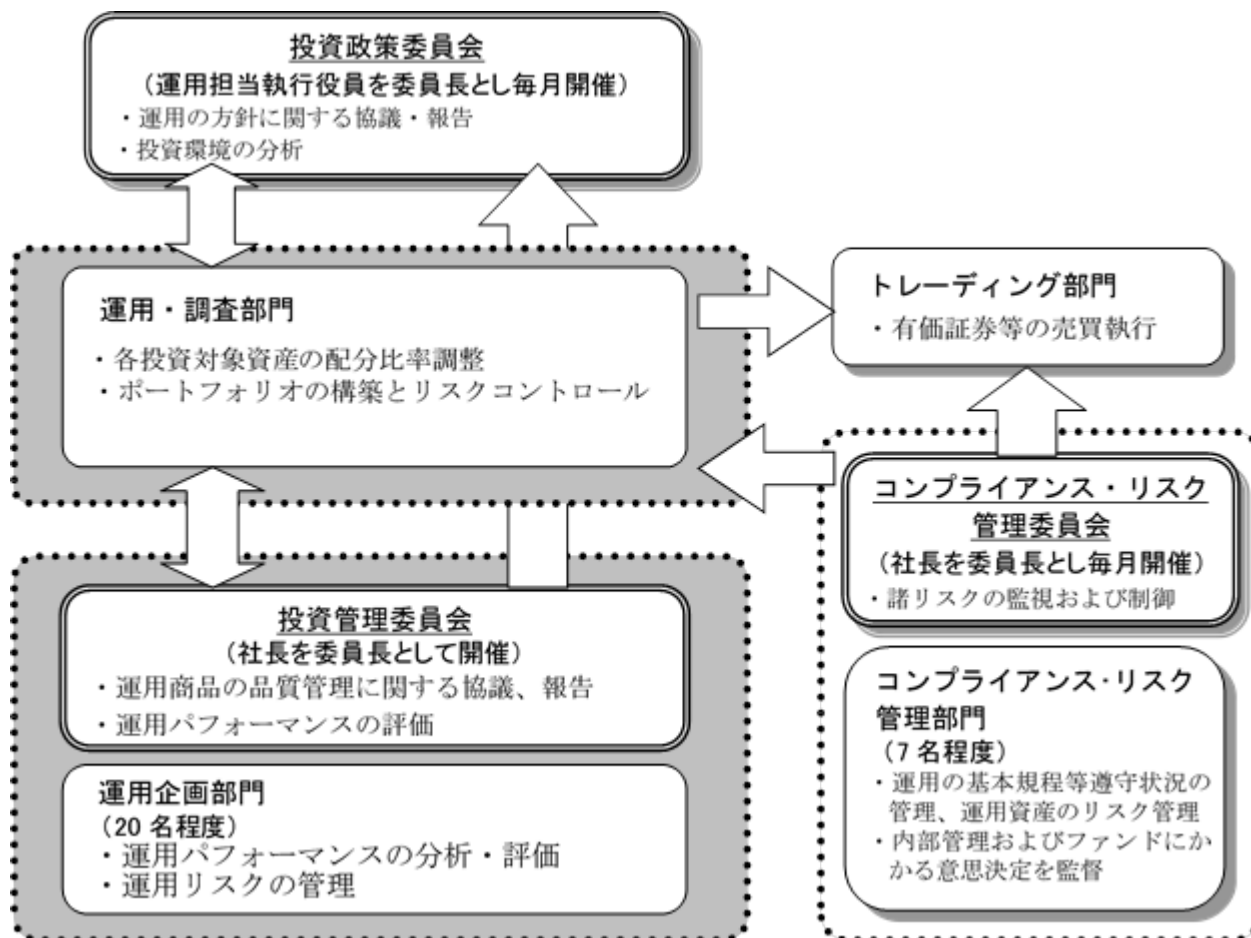 投資政策委員会
(運用担当執行役員を委員長とし毎月開催)
・運用の方針に関する協議・報告
・投資環境の分析
運用・調査部門
・各投資対象資産の配分比率調整
・ポートフォリオの構築とリスクコントロール
トレーディング部門
・有価証券等の売買執行
投資管理委員会
(社長を委員長として開催)
・運用商品の品質管理に関する協議、報告
・運用パフォーマンスの評価
運用企画部門
(20 名程度)
・運用パフォーマンスの分析・評価
・運用リスクの管理
コンプライアンス・リスク
管理委員会
(社長を委員長とし毎月開催)
・諸リスクの監視および制御
コンプライアンス・リスク
管理部門
(7 名程度)
・運用の基本規程等遵守状況の
管理、運用資産のリスク管理
・内部管理およびファンドにか
かる意思決定を監督